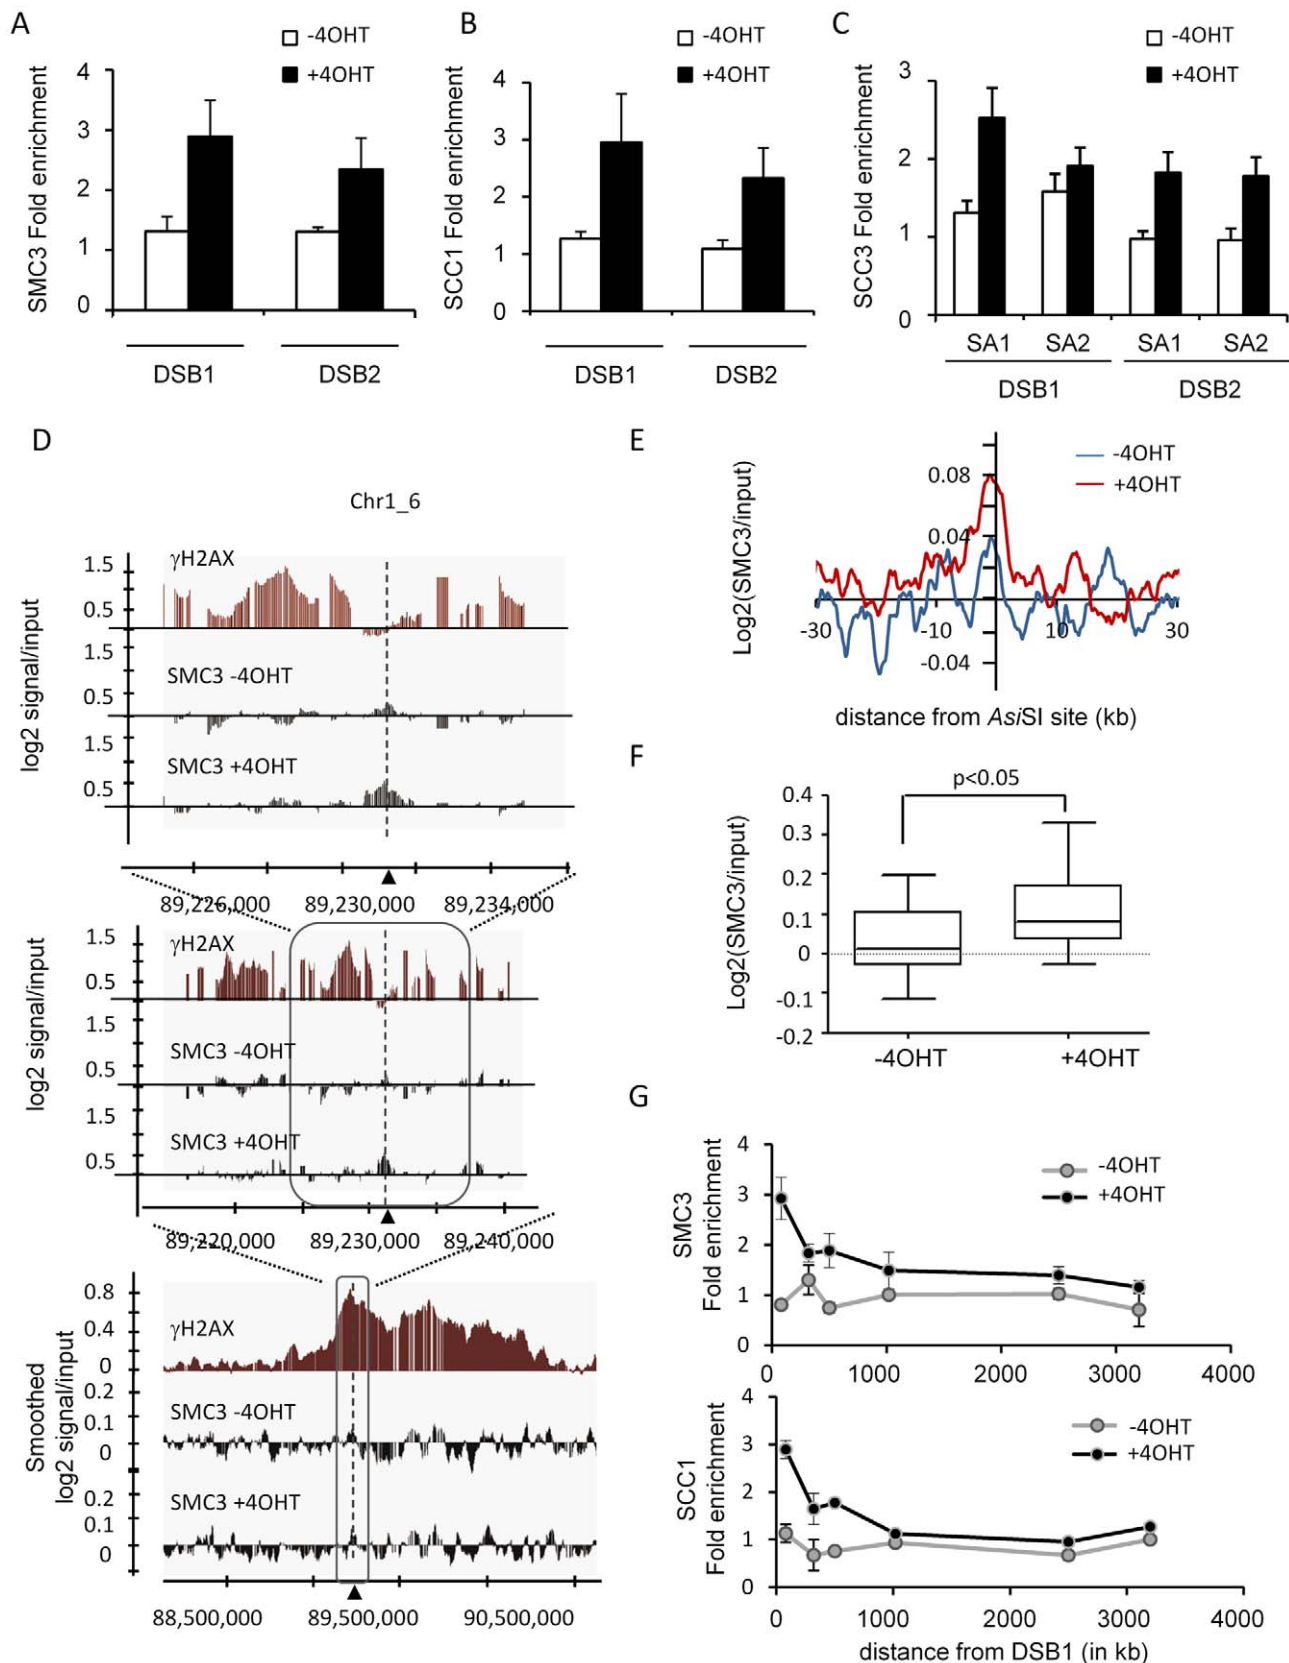 A
-4OHT
+4OHT
SMC3 Fold enrichment
4
3
2
1
0
DSB1
DSB2
B
-4OHT
+4OHT
SCC1 Fold enrichment
4
3
2
1
0
DSB1
DSB2
C
-4OHT
+4OHT
SCC3 Fold enrichment
3
2
1
0
SA1
SA2
SA1
SA2
DSB1
DSB2
D
Chr1_6
log2 signal/input
1.5
0.5
γH2AX
1.5
0.5
SMC3 -4OHT
1.5
0.5
SMC3 +4OHT
89,226,000
89,230,000
89,234,000
log2 signal/input
1.5
0.5
γH2AX
1.5
0.5
SMC3 -4OHT
1.5
0.5
SMC3 +4OHT
89,220,000
89,230,000
89,240,000
Smoothed
log2 signal/input
0.8
0.4
0
γH2AX
0.2
0.1
0
SMC3 -4OHT
0.2
0.1
0
SMC3 +4OHT
88,500,000
89,500,000
90,500,000
E
-4OHT
+4OHT
Log2(SMC3/input)
0.08
0.04
-0.04
-30
-10
10
30
distance from AsiSI site (kb)
F
p<0.05
Log2(SMC3/input)
0.4
0.3
0.2
0.1
0
-0.1
-0.2
-4OHT
+4OHT
G
SMC3
Fold enrichment
4
3
2
1
0
-4OHT
+4OHT
0
1000
2000
3000
4000
SCC1
Fold enrichment
4
3
2
1
0
-4OHT
+4OHT
0
1000
2000
3000
4000
distance from DSB1 (in kb)